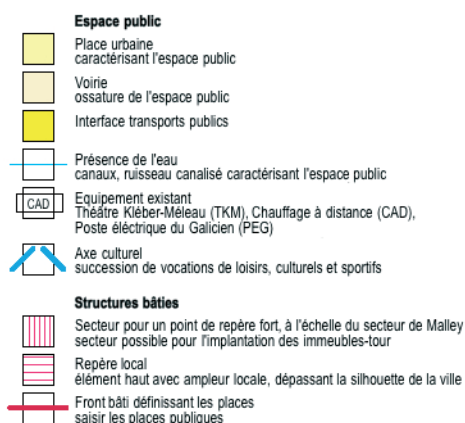 Espace public
Place urbaine
caractérisant l'espace public
Voirie
ossature de l'espace public
Interface transports publics
Présence de l'eau
canaux, ruisseau canalisé caractérisant l'espace public
CAD
Equipement existant
Théâtre Kléber-Méleau (TKM), Chauffage à distance (CAD),
Poste éléctrique du Galicien (PEG)
Axe culturel
succession de vocations de loisirs, culturels et sportifs
Structures bâties
Secteur pour un point de repère fort, à l'échelle du secteur de Malley
secteur possible pour l'implantation des immeubles-tour
Repère local
élément haut avec ampleur locale, dépassant la silhouette de la ville
Front bâti définissant les places
saisir les places publiques